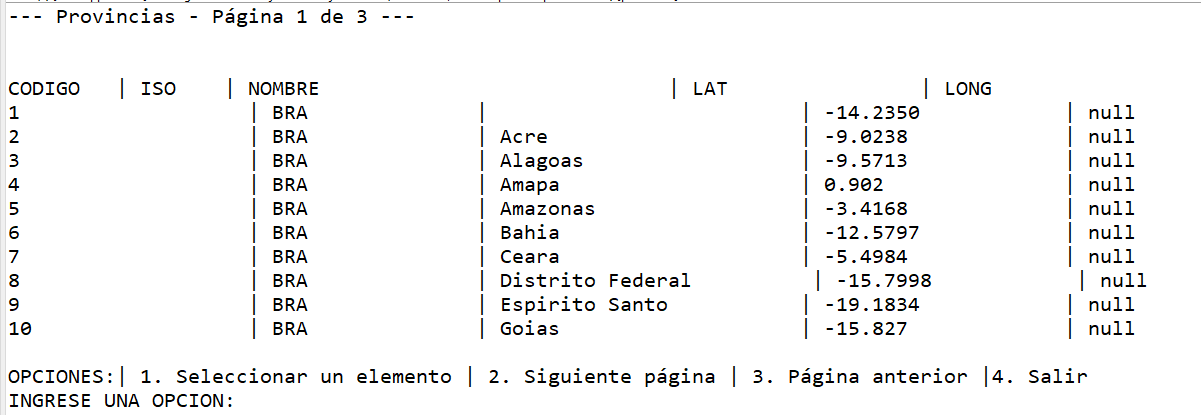 --- Provincias - Página 1 de 3 ---
CODIGO | ISO | NOMBRE | LAT | LONG
1 | BRA | | -14.2350 | null
2 | BRA | Acre | -9.0238 | null
3 | BRA | Alagoas | -9.5713 | null
4 | BRA | Amapa | 0.902 | null
5 | BRA | Amazonas | -3.4168 | null
6 | BRA | Bahia | -12.5797 | null
7 | BRA | Ceara | -5.4984 | null
8 | BRA | Distrito Federal | -15.7998 | null
9 | BRA | Espirito Santo | -19.1834 | null
10 | BRA | Goias | -15.827 | null
OPCIONES:| 1. Seleccionar un elemento | 2. Siguiente página | 3. Página anterior |4. Salir
INGRESE UNA OPCION: